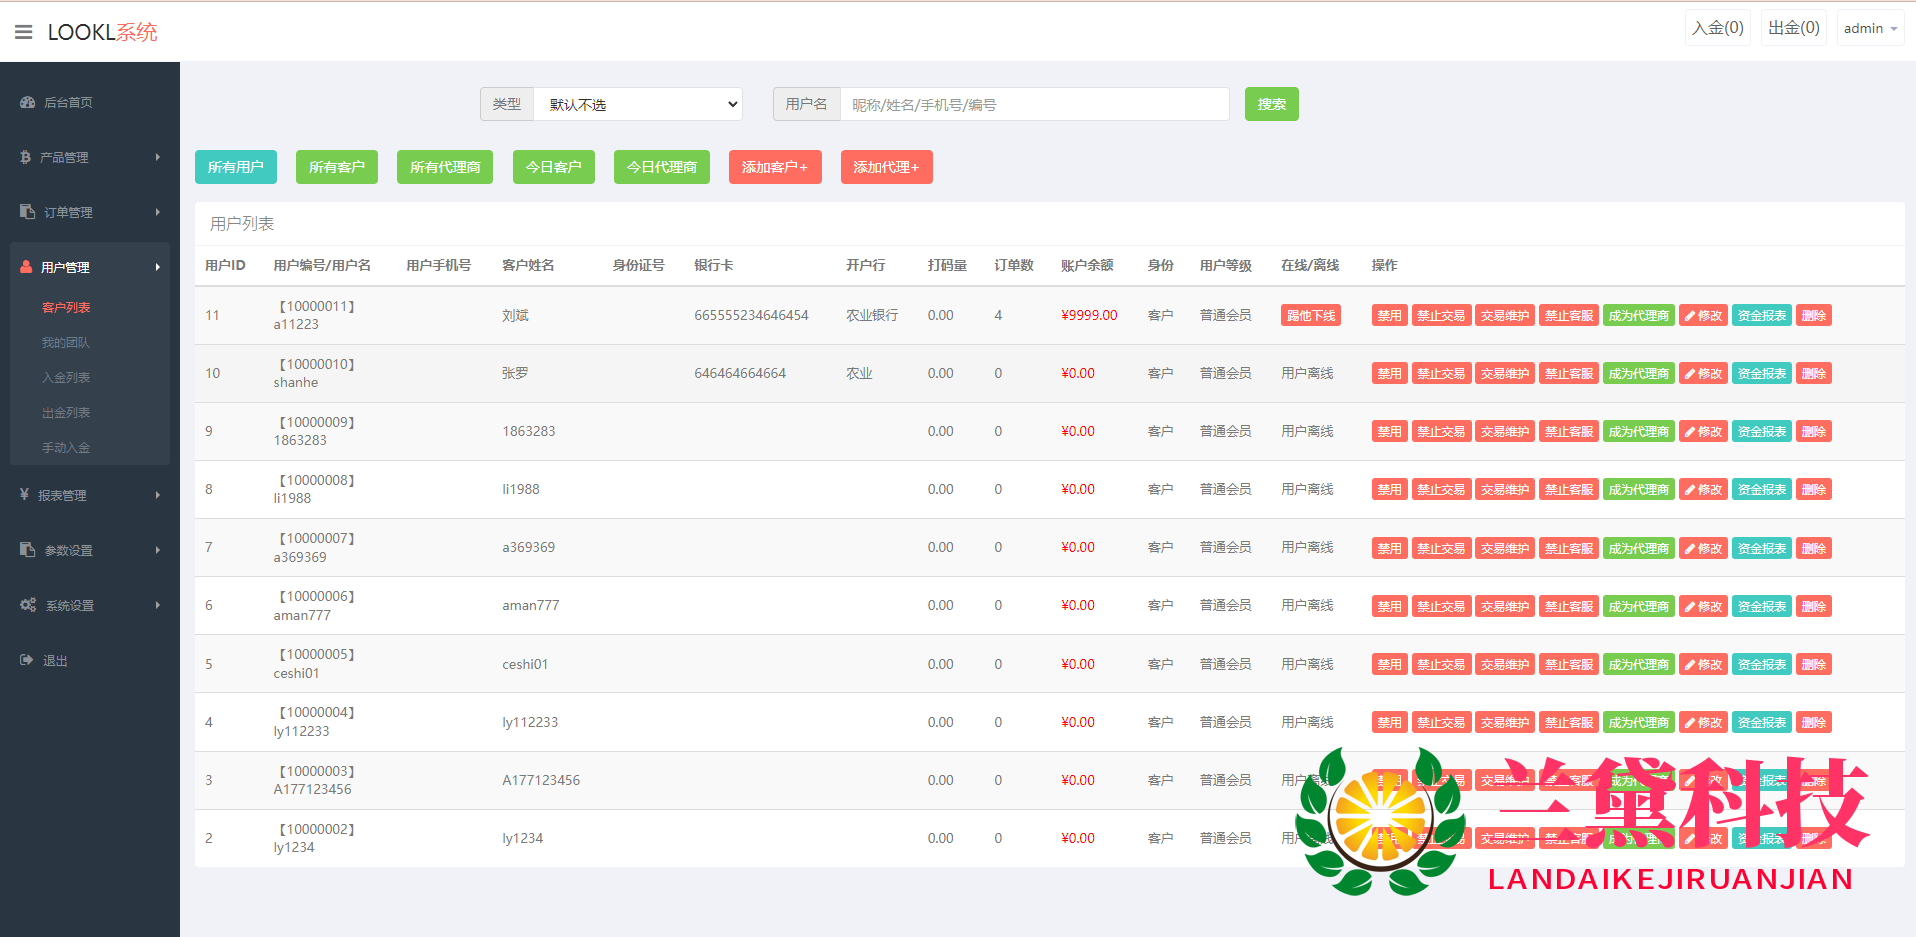 LOOKL系统
入金(0) 出金(0) admin
后台首页
产品管理
订单管理
用户管理
客户列表
我的团队
入金列表
出金列表
手动入金
报表管理
参数设置
系统设置
退出
类型 默认不选 用户名 昵称/姓名/手机号/编号 搜索
所有用户 所有客户 所有代理商 今日客户 今日代理商 添加客户+ 添加代理+
用户列表
用户ID 用户编号/用户名 用户手机号 客户姓名 身份证号 银行卡 开户行 打码量 订单数 账户余额 身份 用户等级 在线/离线 操作
11 【10000011】 刘斌 665555234646454 农业银行 0.00 4 ¥9999.00 客户 普通会员 踢他下线 禁用 禁止交易 交易维护 禁止客服 成为代理商 修改 资金报表 删除
a11223
10 【10000010】 张罗 646464664664 农业 0.00 0 ¥0.00 客户 普通会员 用户离线 禁用 禁止交易 交易维护 禁止客服 成为代理商 修改 资金报表 删除
shanhe
9 【10000009】 1863283 0.00 0 ¥0.00 客户 普通会员 用户离线 禁用 禁止交易 交易维护 禁止客服 成为代理商 修改 资金报表 删除
1863283
8 【10000008】 li1988 0.00 0 ¥0.00 客户 普通会员 用户离线 禁用 禁止交易 交易维护 禁止客服 成为代理商 修改 资金报表 删除
li1988
7 【10000007】 a369369 0.00 0 ¥0.00 客户 普通会员 用户离线 禁用 禁止交易 交易维护 禁止客服 成为代理商 修改 资金报表 删除
a369369
6 【10000006】 aman777 0.00 0 ¥0.00 客户 普通会员 用户离线 禁用 禁止交易 交易维护 禁止客服 成为代理商 修改 资金报表 删除
aman777
5 【10000005】 ceshi01 0.00 0 ¥0.00 客户 普通会员 用户离线 禁用 禁止交易 交易维护 禁止客服 成为代理商 修改 资金报表 删除
ceshi01
4 【10000004】 ly112233 0.00 0 ¥0.00 客户 普通会员 用户离线 禁用 禁止交易 交易维护 禁止客服 成为代理商 修改 资金报表 删除
ly112233
3 【10000003】 A177123456 0.00 0 ¥0.00 客户 普通会员
A177123456
2 【10000002】 ly1234 0.00 0 ¥0.00 客户 普通会员
ly1234
兰黛科技
LANDAIKEJIRUANJIAN